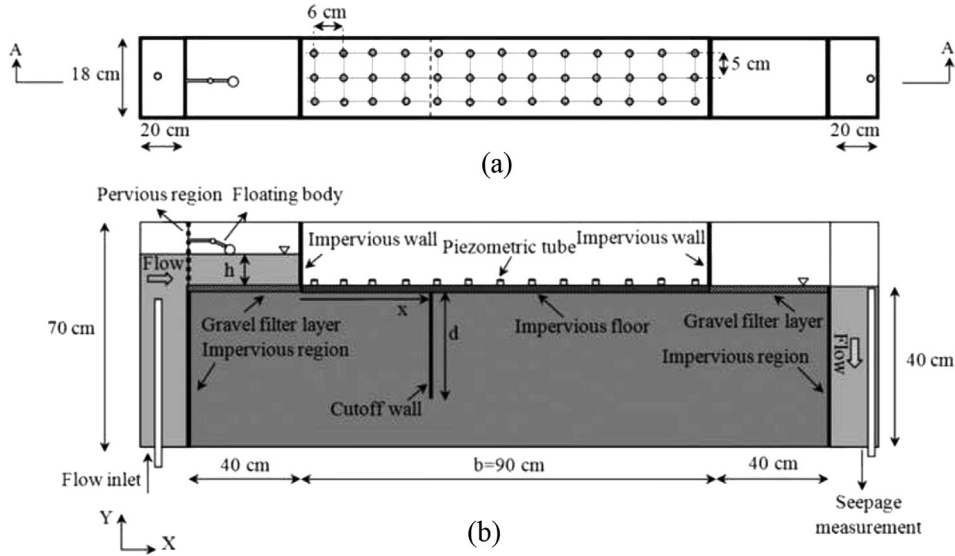 6 cm
A
A
18 cm
5 cm
20 cm
20 cm
(a)
Pervious region
Floating body
Impervious wall
Piezometric tube
Impervious wall
Flow
h
x
70 cm
Gravel filter layer
d
Impervious floor
Gravel filter layer
Impervious region
Impervious region
Flow
40 cm
Cutoff wall
Flow inlet
40 cm
b=90 cm
40 cm
Seepage
measurement
Y
X
(b)